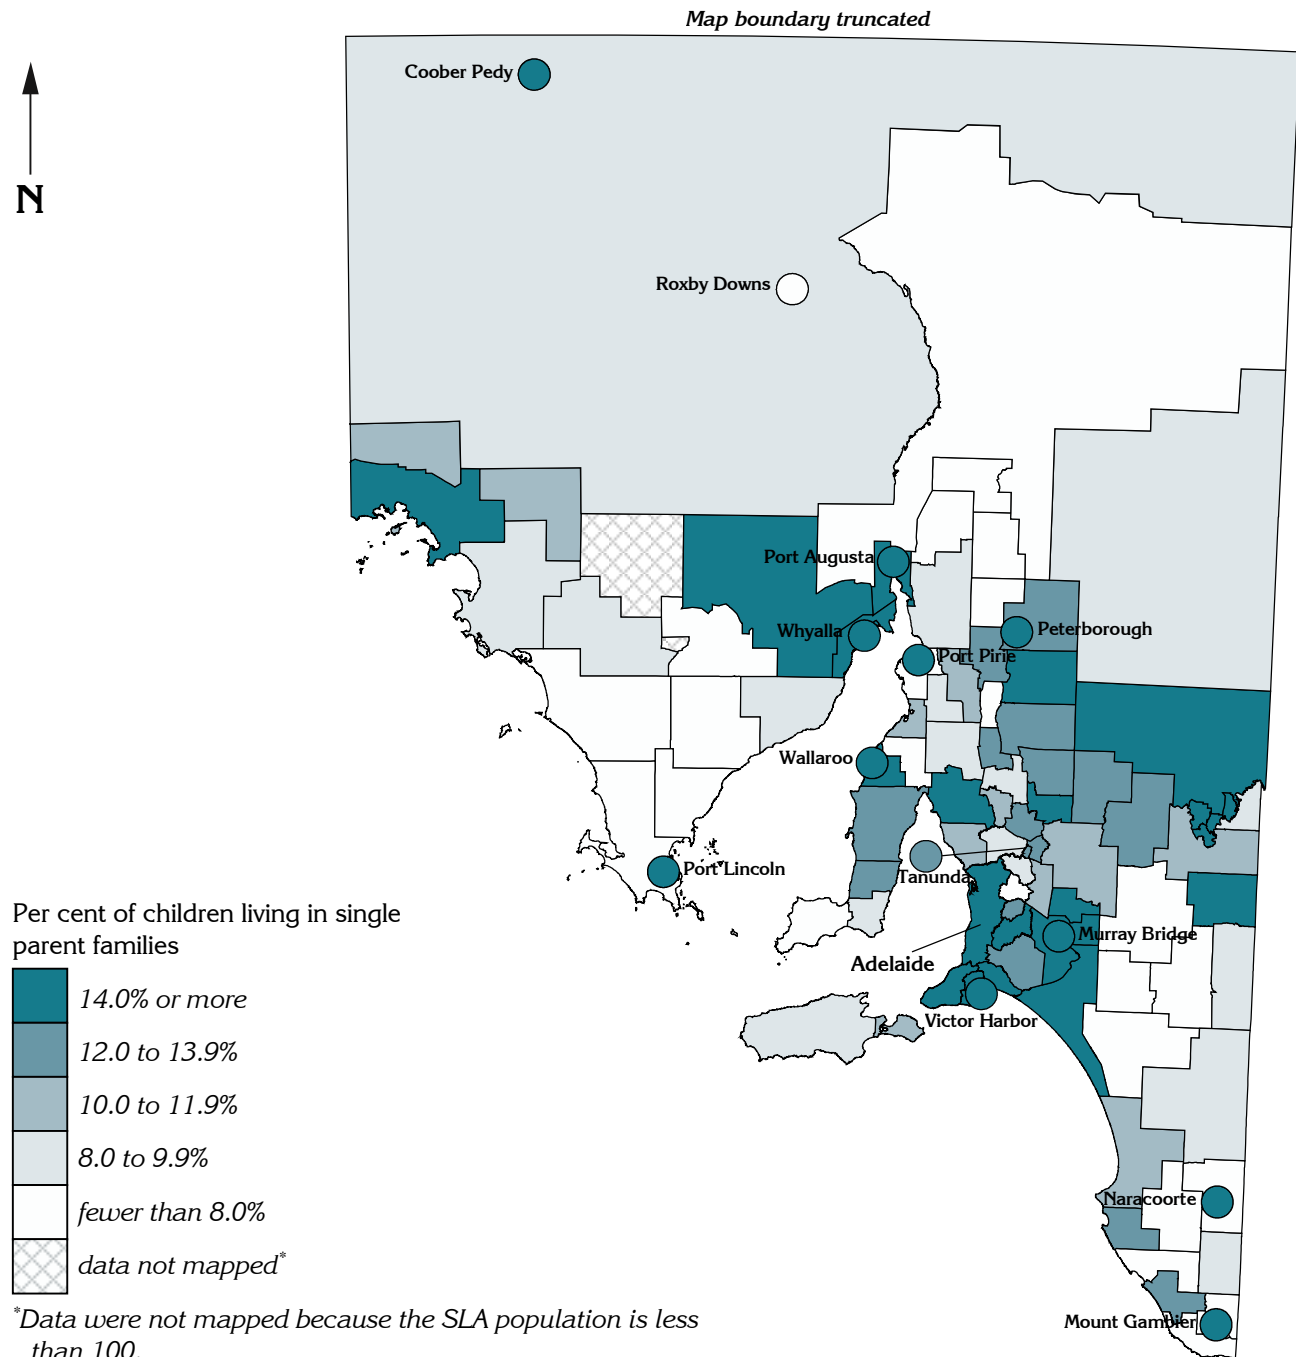 Map boundary truncated
Coober Pedy
N
Roxby Downs
Port Augusta
Whyalla
Peterborough
Port Pirie
Wallaroo
Port Lincoln
Tanunda
Murray Bridge
Adelaide
Victor Harbor
Naracoorte
Mount Gambier
Per cent of children living in single
parent families
14.0% or more
12.0 to 13.9%
10.0 to 11.9%
8.0 to 9.9%
fewer than 8.0%
data not mapped*
*Data were not mapped because the SLA population is less
than 100.